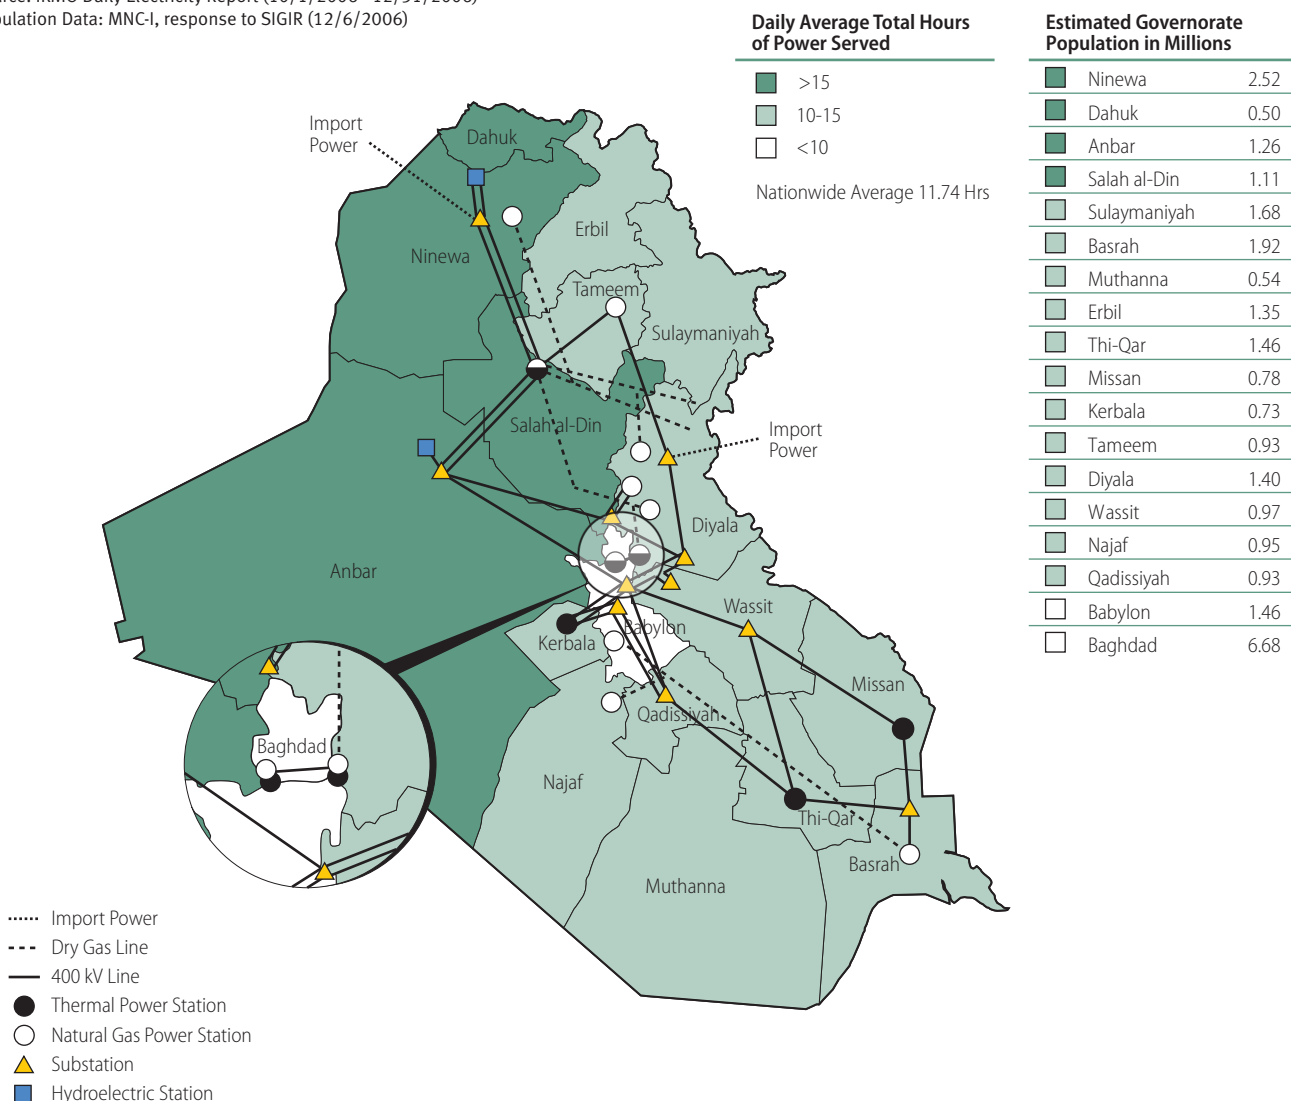 pulation Data: MNC-I, response to SIGIR (12/6/2006)
Daily Average Total Hours
of Power Served
>15
10-15
<10
Nationwide Average 11.74 Hrs
Estimated Governorate
Population in Millions
Ninewa 2.52
Dahuk 0.50
Anbar 1.26
Salah al-Din 1.11
Sulaymaniyah 1.68
Basrah 1.92
Muthanna 0.54
Erbil 1.35
Thi-Qar 1.46
Missan 0.78
Kerbala 0.73
Tameem 0.93
Diyala 1.40
Wassit 0.97
Najaf 0.95
Qadissiyah 0.93
Babylon 1.46
Baghdad 6.68
Import
Power
Dahuk
Erbil
Ninewa
Tameem
Sulaymaniyah
Salah al-Din
Import
Power
Diyala
Anbar
Wassit
Babylon
Kerbala
Missan
Qadissiyah
Baghdad
Najaf
Thi-Qar
Basrah
Muthanna
Import Power
Dry Gas Line
400 kV Line
Thermal Power Station
Natural Gas Power Station
Substation
Hydroelectric Station